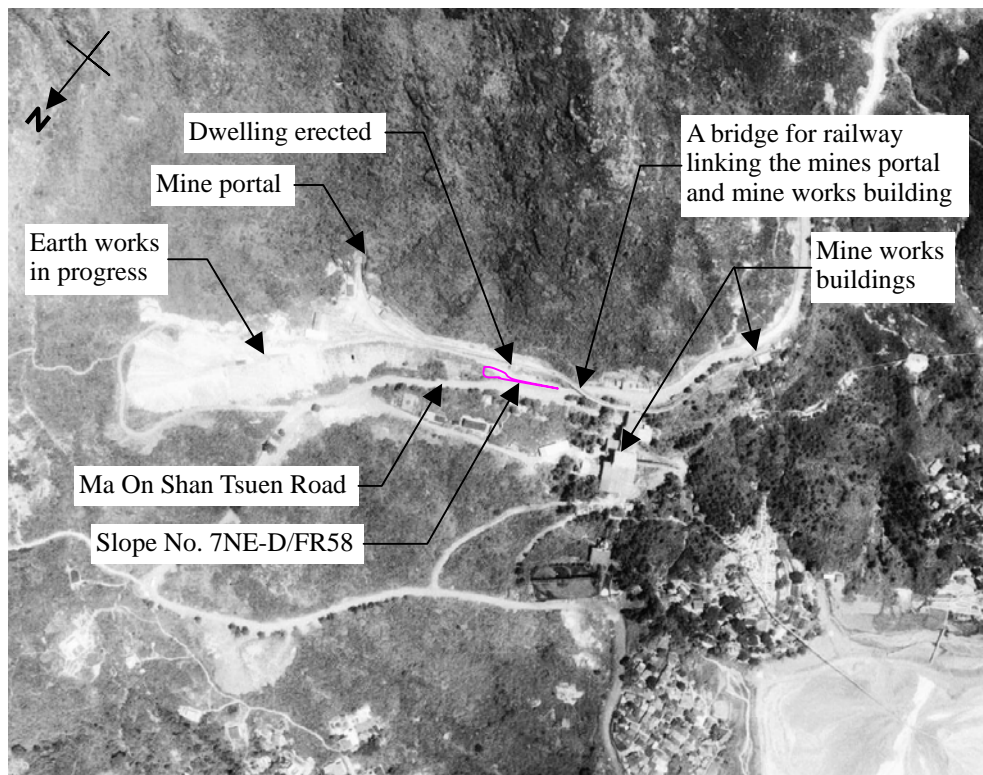 N
Dwelling erected
Mine portal
Earth works
in progress
A bridge for railway
linking the mines portal
and mine works building
Mine works
buildings
Ma On Shan Tsuen Road
Slope No. 7NE-D/FR58